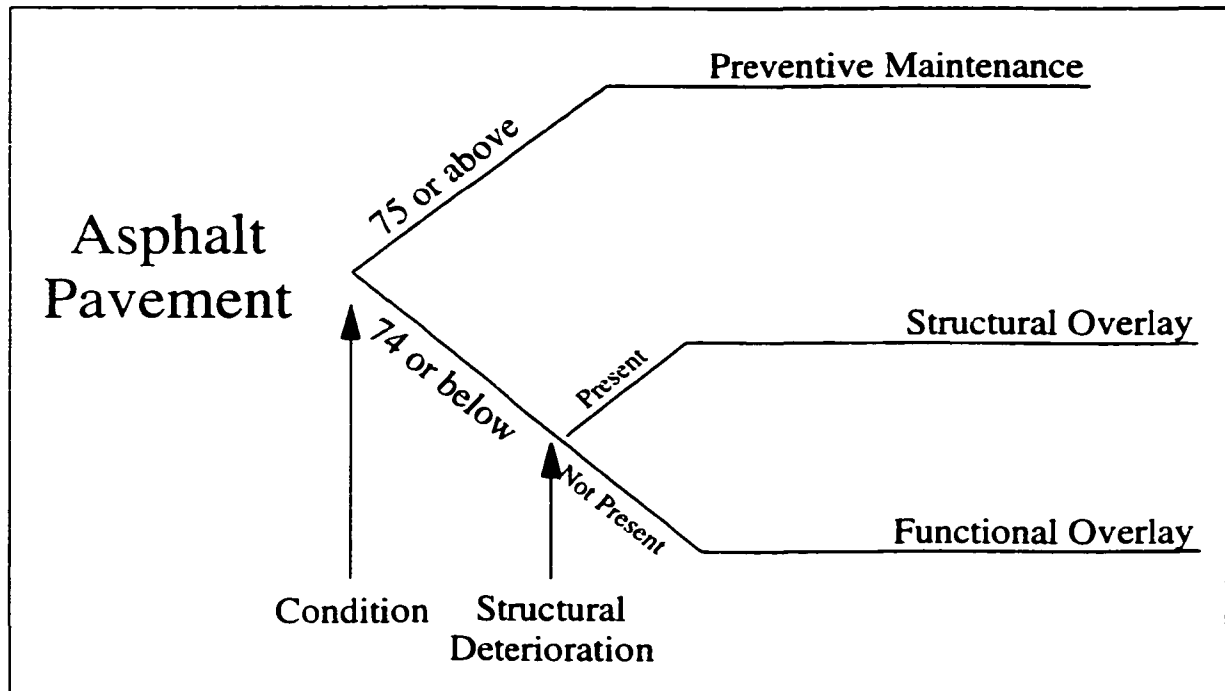 Preventive Maintenance
75 or above
Asphalt
Pavement
74 or below
Structural Overlay
Present
Not Present
Functional Overlay
Condition
Structural
Deterioration